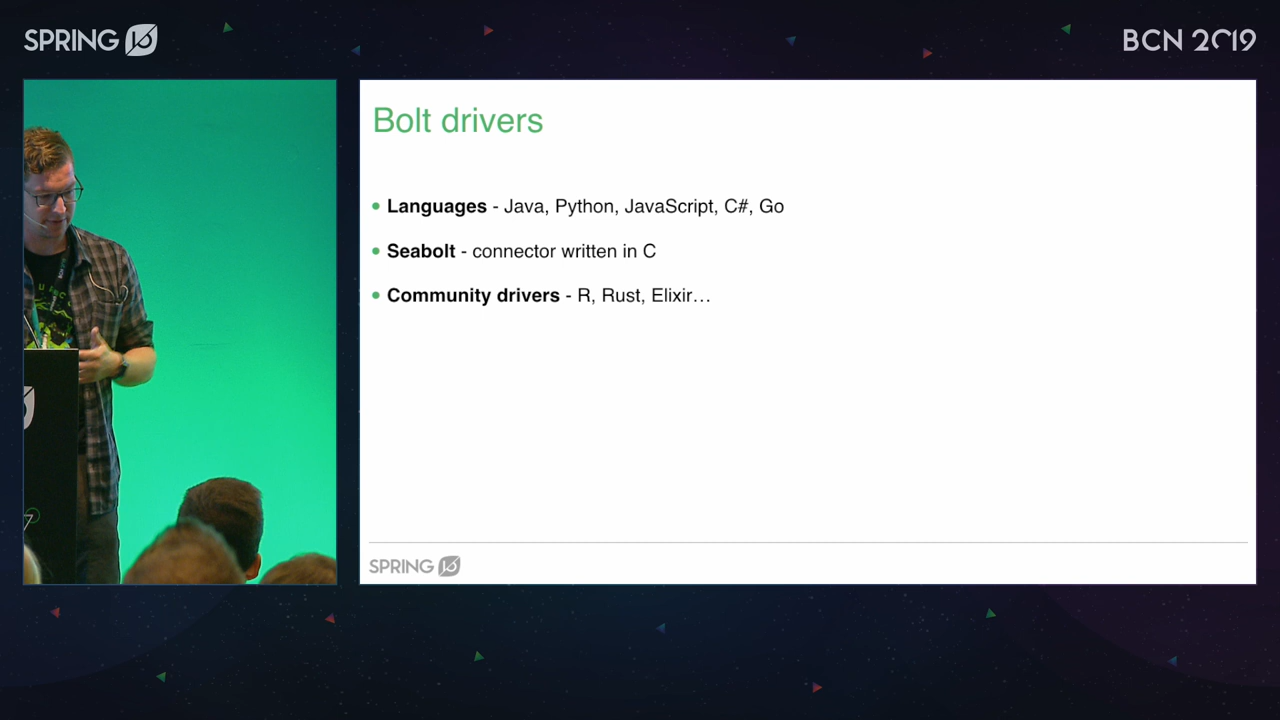 SPRING
BCN 2019
Bolt drivers
Languages - Java, Python, JavaScript, C#, Go
Seabolt - connector written in C
Community drivers - R, Rust, Elixir…
SPRING